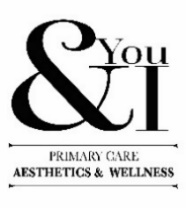 You
&I
PRIMARY CARE
AESTHETICS & WELLNESS